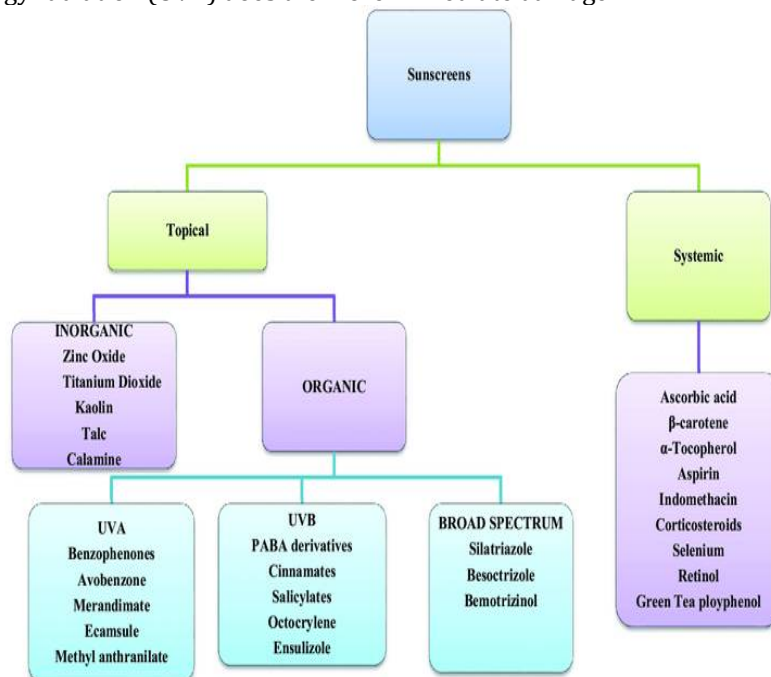 Sunscreens
Topical
Systemic
INORGANIC
Zinc Oxide
Titanium Dioxide
Kaolin
Talc
Calamine
ORGANIC
Ascorbic acid
β-carotene
α-Tocopherol
Aspirin
Indomethacin
Corticosteroids
Selenium
Retinol
Green Tea ployphenol
UVA
Benzophenones
Avobenzone
Merandimate
Ecamsule
Methyl anthranilate
UVB
PABA derivatives
Cinnamates
Salicylates
Octocrylene
Ensulizole
BROAD SPECTRUM
Silatriazole
Besoctrizole
Bemotrizinol